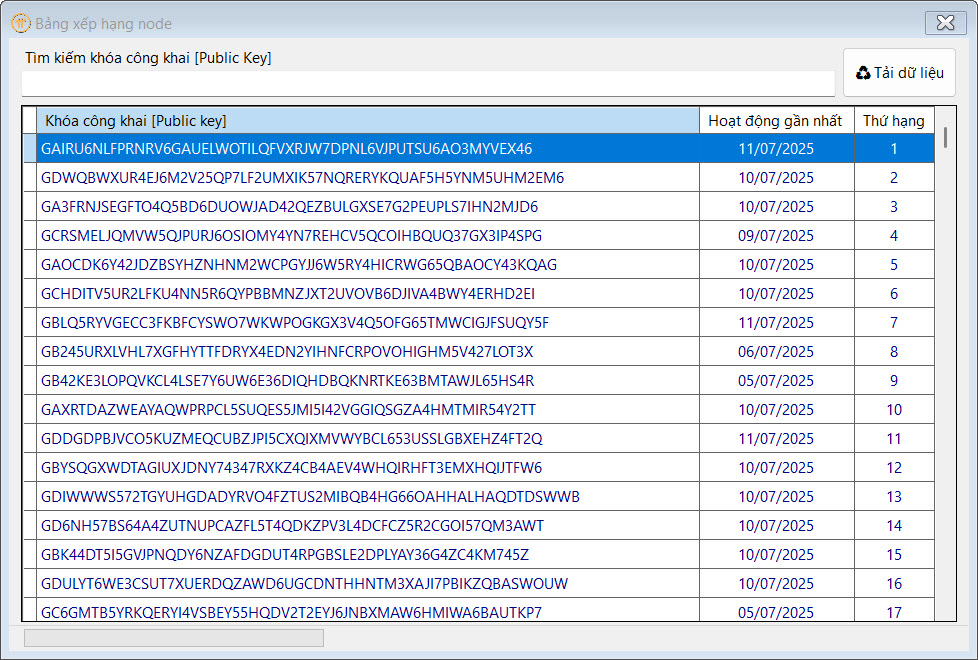 Bảng xếp hạng node
Tìm kiếm khóa công khai [Public Key]
Tải dữ liệu
Khóa công khai [Public key] Hoạt động gần nhất Thứ hạng
GAIRU6NLFPRNRV6GAUELWOTILQFVXRJW7DPNL6VJPUTSU6AO3MYVEX46 11/07/2025 1
GDWQBWXUR4EJ6M2V25QP7LF2UMXIK57NQRERYKQUAF5H5YNM5UHM2EM6 10/07/2025 2
GA3FRNJSEGFTO4Q5BD6DUOWJAD42QEZBULGXSE7G2PEUPLS7IHN2MJD6 10/07/2025 3
GCRSMELJQMVW5QJPURJ6OSIOMY4YN7REHCV5QCOIHBQUQ37GX3IP4SPG 09/07/2025 4
GAOCDK6Y42JDZBSYHZNHNM2WCPGYJJ6W5RY4HICRWG65QBAOCY43KQAG 10/07/2025 5
GCHDITV5UR2LFKU4NN5R6QYPBBMNZJXT2UVOVB6DJIVA4BWY4ERHD2EI 10/07/2025 6
GBLQ5RYVGECC3FKBFCYSWO7WKWPOGKGX3V4Q5OFG65TMWCIGJFSUQY5F 11/07/2025 7
GB245URXLVHL7XGFHYTTFDRYX4EDN2YIHNFCRPOVOHIGHM5V427LOT3X 06/07/2025 8
GB42KE3LOPQVKCL4LSE7Y6UW6E36DIQHDBQKNRTKE63BMTAWJL65HS4R 05/07/2025 9
GAXRTDAZWEAYAQWPRPCL5SUQES5JMI5I42VGGIQSGZA4HMTMIR54Y2TT 10/07/2025 10
GDDGDPBJVCO5KUZMEQCUBZJPI5CXQIXMVWYBCL653USSLGBXEHZ4FT2Q 11/07/2025 11
GBYSQGXWDTAGIUXJDNY74347RXKZ4CB4AEV4WHQIRHFT3EMXHQIJTFW6 10/07/2025 12
GDIWWWS572TGYUHGDADYRVO4FZTUS2MIBQB4HG66OAHHALHAQDTDSWWB 10/07/2025 13
GD6NH57BS64A4ZUTNUPCAZFL5T4QDKZPV3L4DCFCZ5R2CGOI57QM3AWT 10/07/2025 14
GBK44DT5I5GVJPNQDY6NZAFDGDUT4RPGBSLE2DPLYAY36G4ZC4KM745Z 10/07/2025 15
GDULYT6WE3CSUT7XUERDQZAWD6UGCDNTHHNTM3XAJI7PBIKZQBASWOUW 10/07/2025 16
GC6GMTB5YRKQERYI4VSBEY55HQDV2T2EYJ6JNBXMAW6HMIWA6BAUTKP7 05/07/2025 17